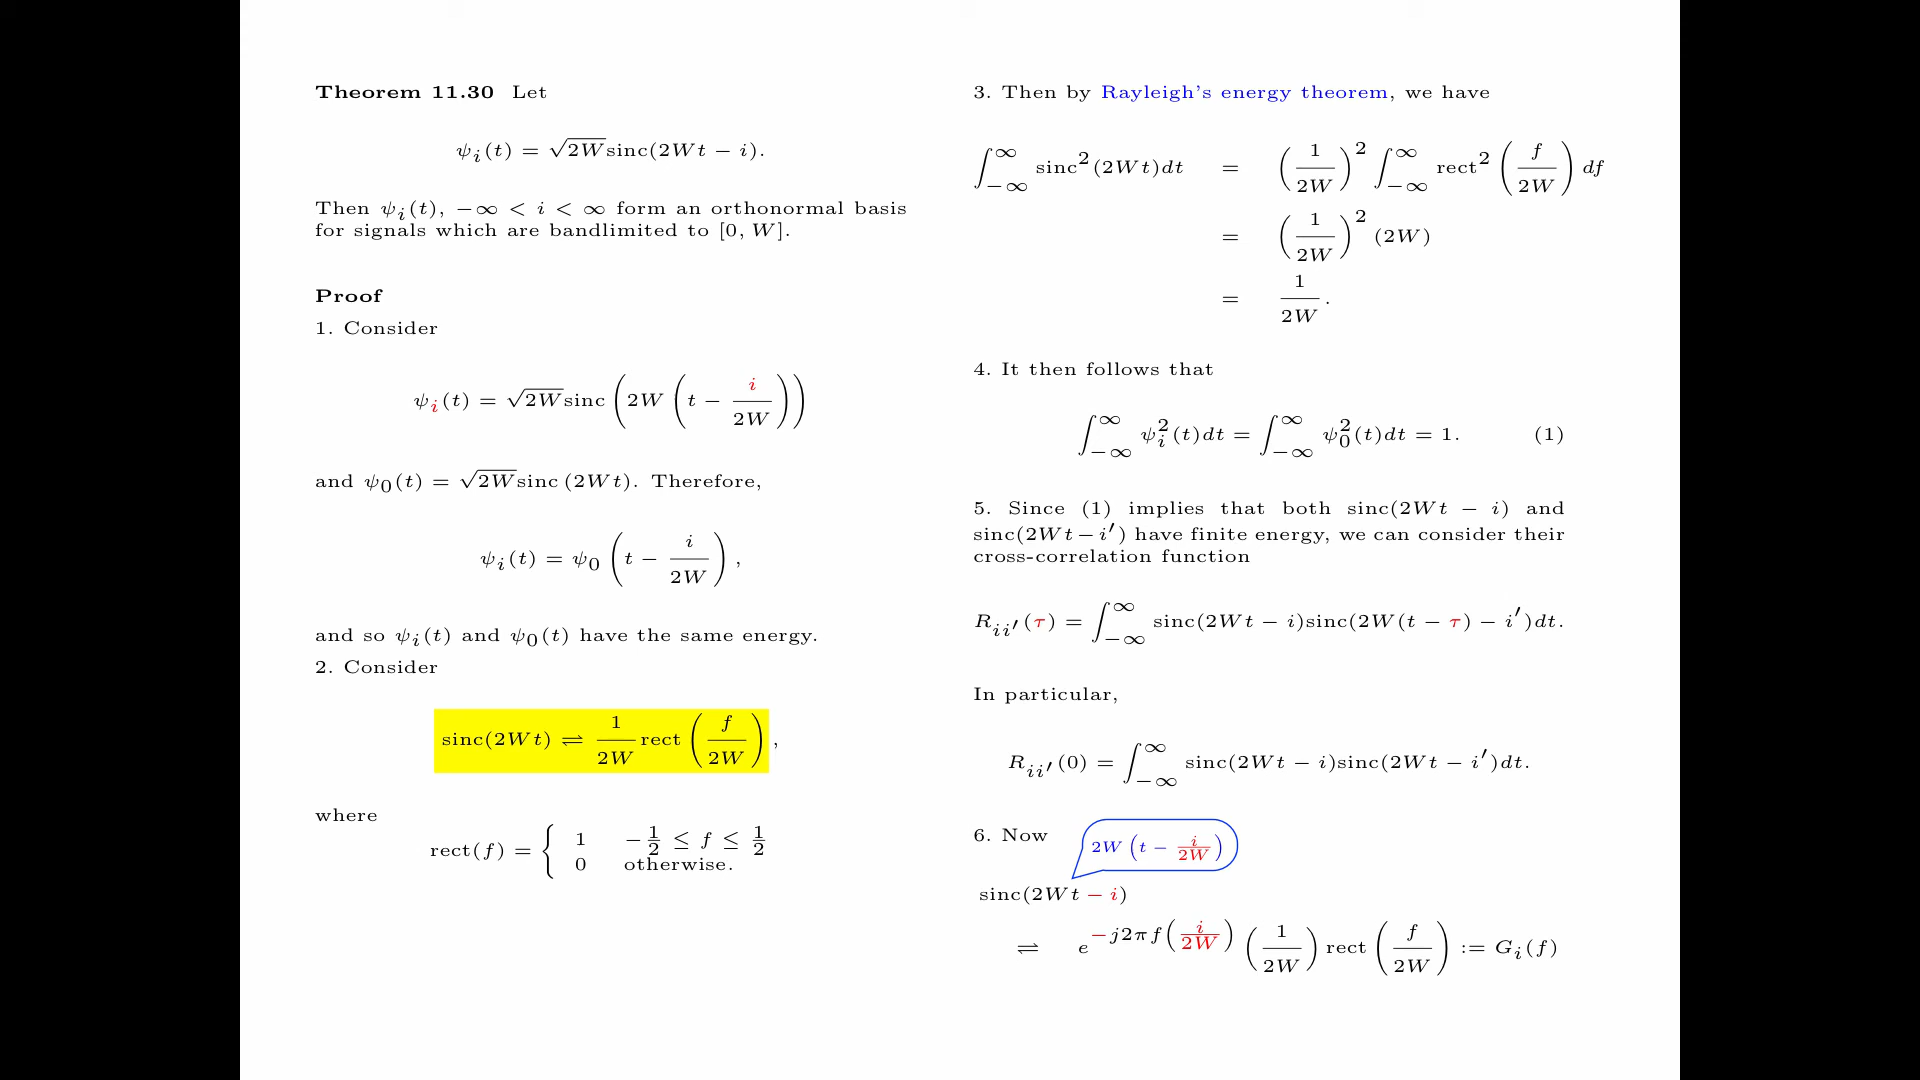 Theorem 11.30 Let
ψ_i(t) = √2W sinc(2Wt − i).
Then ψ_i(t), −∞ < i < ∞ form an orthonormal basis
for signals which are bandlimited to [0, W].
Proof
1. Consider
ψ_i(t) = √2W sinc (2W (t − i/2W))
and ψ_0(t) = √2W sinc (2Wt). Therefore,
ψ_i(t) = ψ_0 (t − i/2W),
and so ψ_i(t) and ψ_0(t) have the same energy.
2. Consider
sinc(2Wt) ⇌ 1/2W rect (f/2W),
where
rect(f) = { 1 −1/2 ≤ f ≤ 1/2
0 otherwise.
3. Then by Rayleigh's energy theorem, we have
∫_{−∞}^{∞} sinc²(2Wt)dt = (1/2W)² ∫_{−∞}^{∞} rect² (f/2W) df
= (1/2W)² (2W)
= 1/2W.
4. It then follows that
∫_{−∞}^{∞} ψ_i²(t)dt = ∫_{−∞}^{∞} ψ_0²(t)dt = 1. (1)
5. Since (1) implies that both sinc(2Wt − i) and
sinc(2Wt − i′) have finite energy, we can consider their
cross-correlation function
R_{ii′}(τ) = ∫_{−∞}^{∞} sinc(2Wt − i)sinc(2W(t − τ) − i′)dt.
In particular,
R_{ii′}(0) = ∫_{−∞}^{∞} sinc(2Wt − i)sinc(2Wt − i′)dt.
6. Now
2W (t − i/2W)
sinc(2Wt − i)
⇌ e^{−j2πf(i/2W)} (1/2W) rect (f/2W) := G_i(f)